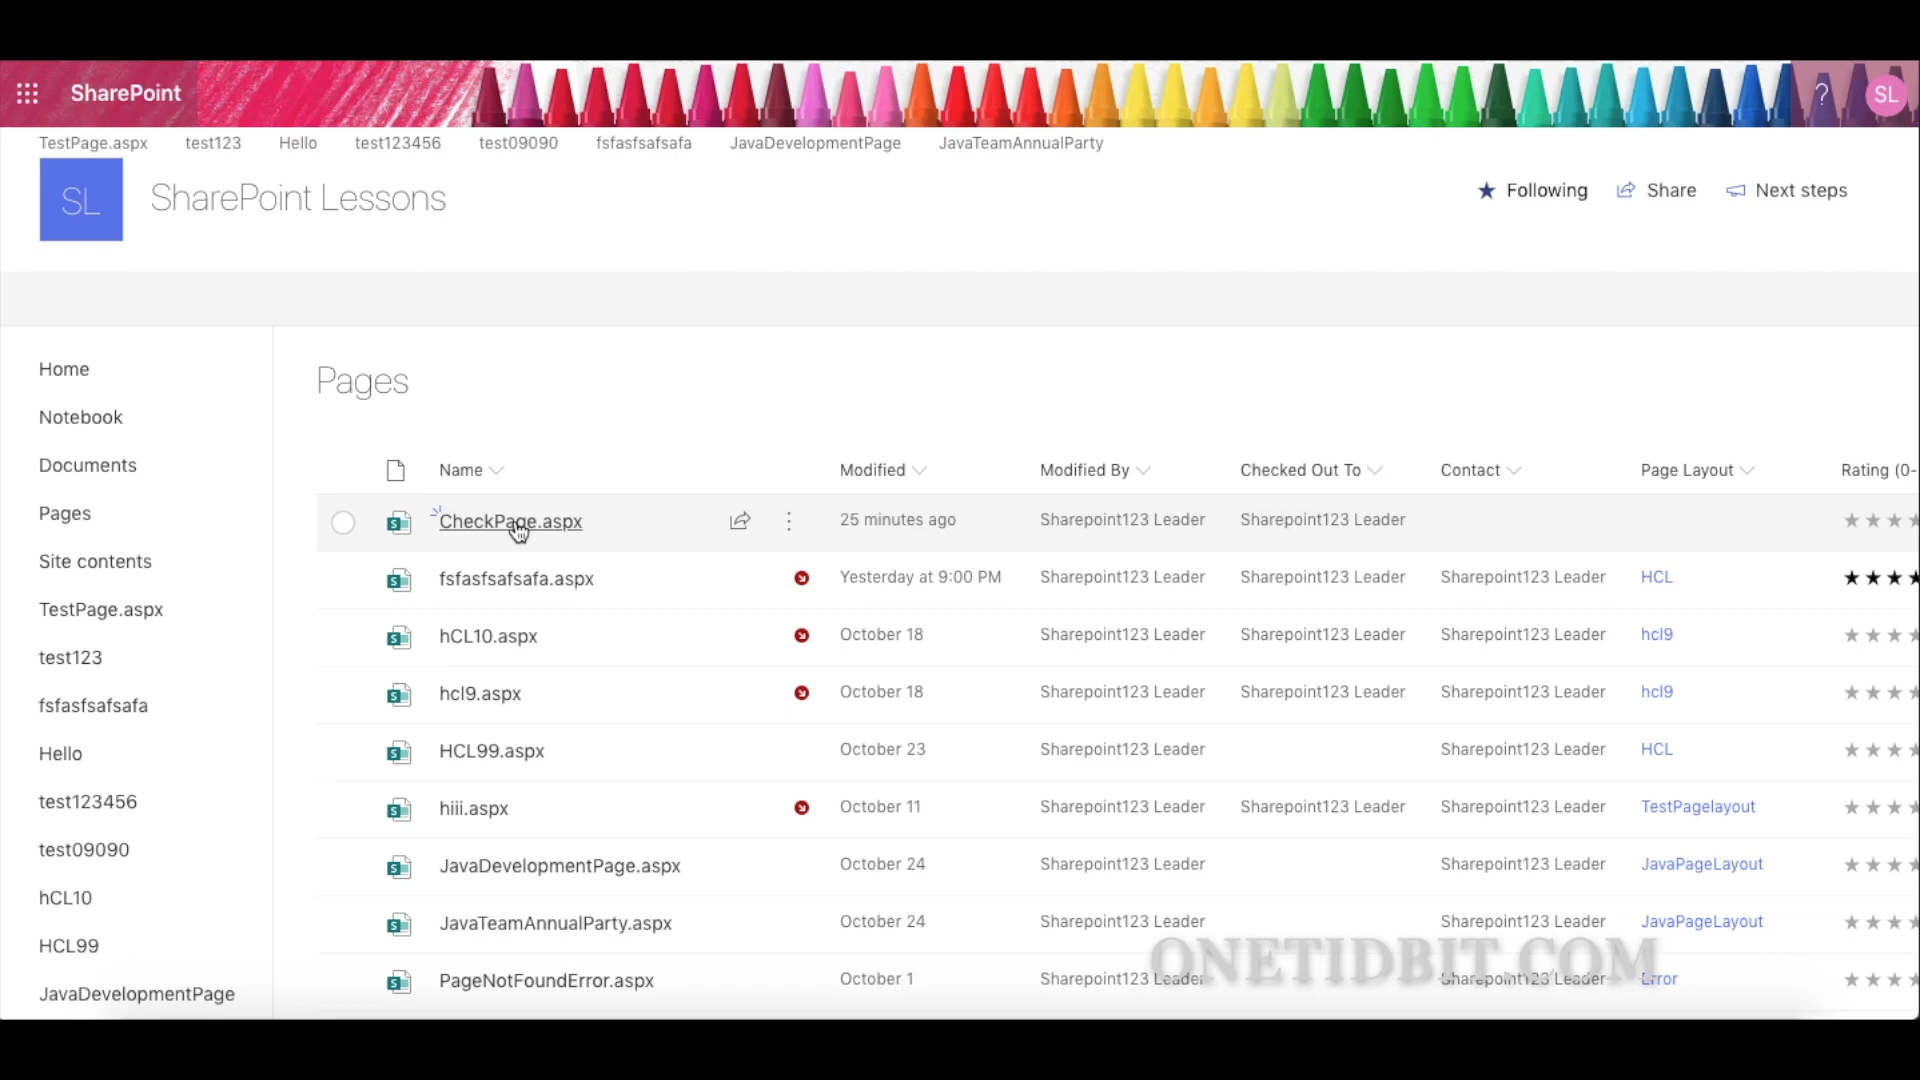 SharePoint
?
SL
TestPage.aspx test123 Hello test123456 test09090 fsfasfsafsafa JavaDevelopmentPage JavaTeamAnnualParty
SL
SharePoint Lessons
Following Share Next steps
Home
Notebook
Documents
Pages
Site contents
TestPage.aspx
test123
fsfasfsafsafa
Hello
test123456
test09090
hCL10
HCL99
JavaDevelopmentPage
Pages
Name Modified Modified By Checked Out To Contact Page Layout Rating (0-
CheckPage.aspx 25 minutes ago Sharepoint123 Leader Sharepoint123 Leader
fsfasfsafsafa.aspx Yesterday at 9:00 PM Sharepoint123 Leader Sharepoint123 Leader Sharepoint123 Leader HCL
hCL10.aspx October 18 Sharepoint123 Leader Sharepoint123 Leader Sharepoint123 Leader hcl9
hcl9.aspx October 18 Sharepoint123 Leader Sharepoint123 Leader Sharepoint123 Leader hcl9
HCL99.aspx October 23 Sharepoint123 Leader Sharepoint123 Leader HCL
hiii.aspx October 11 Sharepoint123 Leader Sharepoint123 Leader Sharepoint123 Leader TestPagelayout
JavaDevelopmentPage.aspx October 24 Sharepoint123 Leader Sharepoint123 Leader JavaPageLayout
JavaTeamAnnualParty.aspx October 24 Sharepoint123 Leader Sharepoint123 Leader JavaPageLayout
PageNotFoundError.aspx October 1 Sharepoint123 Leader Sharepoint123 Leader Error
ONETIDBIT.COM